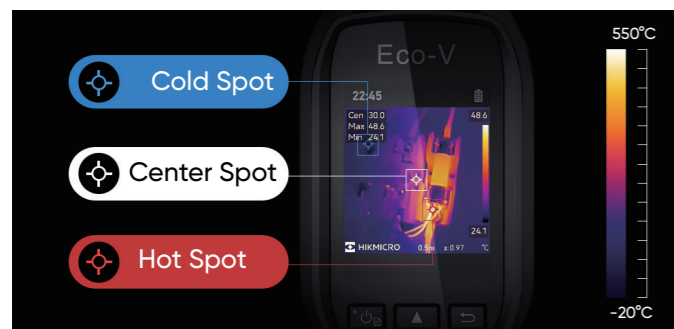 550°C
Eco-V
Cold Spot
22:45
Cen 30.0
Max 48.6
Min 24.1
48.6
Center Spot
24.1
Hot Spot
HIKMICRO 0.5m ε:0.97 °C
-20°C